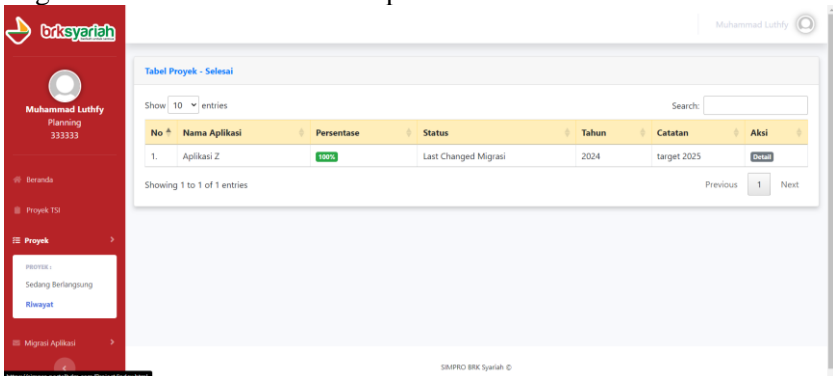 brksyariah
Muhammad Luthfy
Muhammad Luthfy
Planning
333333
Beranda
Proyek TSI
Proyek
PROYEK :
Sedang Berlangsung
Riwayat
Migrasi Aplikasi
Tabel Proyek - Selesai
Show 10 entries
Search:
No Nama Aplikasi Persentase Status Tahun Catatan Aksi
1. Aplikasi Z 100% Last Changed Migrasi 2024 target 2025 Detail
Showing 1 to 1 of 1 entries
Previous 1 Next
SIMPRO BRK Syariah ©